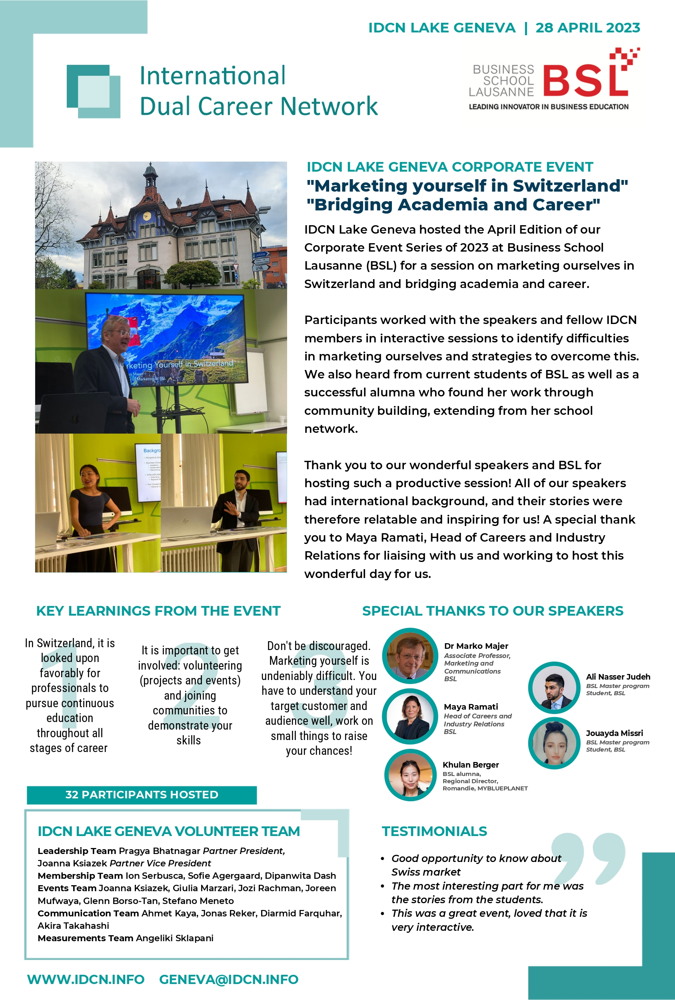 IDCN LAKE GENEVA | 28 APRIL 2023
International
Dual Career Network
BUSINESS
SCHOOL
LAUSANNE
BSL
LEADING INNOVATOR IN BUSINESS EDUCATION
IDCN LAKE GENEVA CORPORATE EVENT
"Marketing yourself in Switzerland"
"Bridging Academia and Career"
IDCN Lake Geneva hosted the April Edition of our
Corporate Event Series of 2023 at Business School
Lausanne (BSL) for a session on marketing ourselves in
Switzerland and bridging academia and career.
Participants worked with the speakers and fellow IDCN
members in interactive sessions to identify difficulties
in marketing ourselves and strategies to overcome this.
We also heard from current students of BSL as well as a
successful alumna who found her work through
community building, extending from her school
network.
Thank you to our wonderful speakers and BSL for
hosting such a productive session! All of our speakers
had international background, and their stories were
therefore relatable and inspiring for us! A special thank
you to Maya Ramati, Head of Careers and Industry
Relations for liaising with us and working to host this
wonderful day for us.
Lausanne
UNIL
rketing Yourself in Switzerland
ko Majer
r of Marketing at BSL
Backgro
hp
KEY LEARNINGS FROM THE EVENT
1
In Switzerland, it is
looked upon
favorably for
professionals to
pursue continuous
education
throughout all
stages of career
2
It is important to get
involved: volunteering
(projects and events)
and joining
communities to
demonstrate your
skills
3
Don't be discouraged.
Marketing yourself is
undeniably difficult. You
have to understand your
target customer and
audience well, work on
small things to raise
your chances!
SPECIAL THANKS TO OUR SPEAKERS
Dr Marko Majer
Associate Professor,
Marketing and
Communications
BSL
Maya Ramati
Head of Careers and
Industry Relations
BSL
Khulan Berger
BSL alumna,
Regional Director,
Romandie, MYBLUEPLANET
Ali Nasser Judeh
BSL Master program
Student, BSL
Jouayda Missri
BSL Master program
Student, BSL
32 PARTICIPANTS HOSTED
IDCN LAKE GENEVA VOLUNTEER TEAM
Leadership Team Pragya Bhatnagar Partner President,
Joanna Ksiazek Partner Vice President
Membership Team Ion Serbusca, Sofie Agergaard, Dipanwita Dash
Events Team Joanna Ksiazek, Giulia Marzari, Jozi Rachman, Joreen
Mufwaya, Glenn Borso-Tan, Stefano Meneto
Communication Team Ahmet Kaya, Jonas Reker, Diarmid Farquhar,
Akira Takahashi
Measurements Team Angeliki Sklapani
TESTIMONIALS
• Good opportunity to know about
Swiss market
• The most interesting part for me was
the stories from the students.
• This was a great event, loved that it is
very interactive.
WWW.IDCN.INFO GENEVA@IDCN.INFO